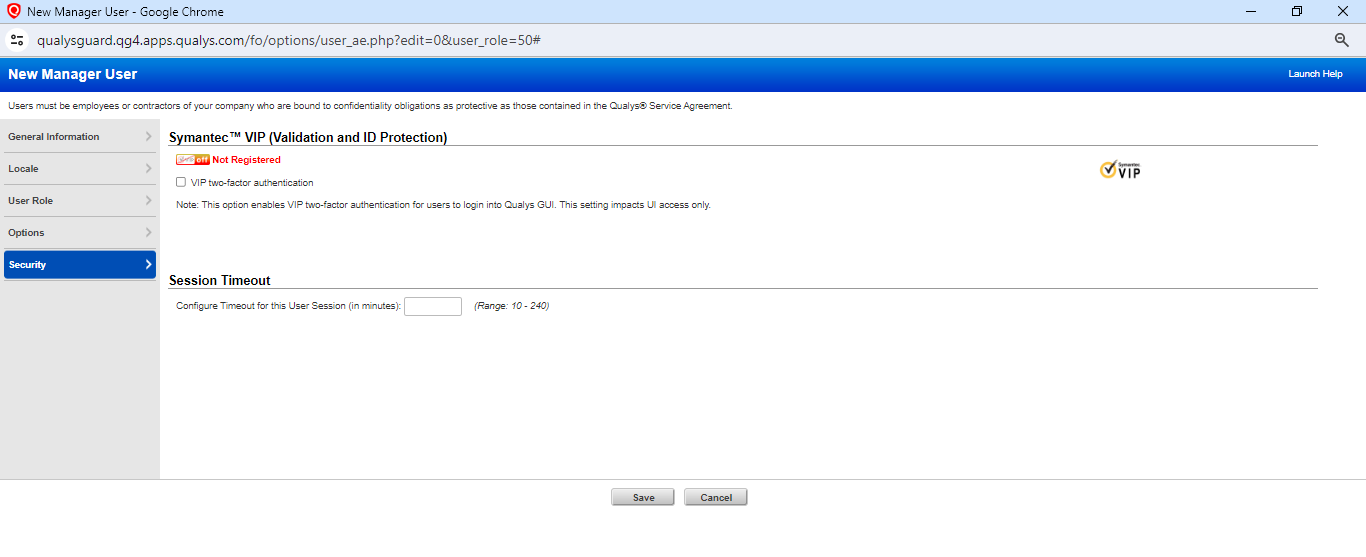 New Manager User - Google Chrome
qualysguard.qg4.apps.qualys.com/fo/options/user_ae.php?edit=0&user_role=50#
New Manager User
Launch Help
Users must be employees or contractors of your company who are bound to confidentiality obligations as protective as those contained in the Qualys® Service Agreement.
General Information
Locale
User Role
Options
Security
Symantec™ VIP (Validation and ID Protection)
off Not Registered
Symantec.
VIP
VIP two-factor authentication
Note: This option enables VIP two-factor authentication for users to login into Qualys GUI. This setting impacts UI access only.
Session Timeout
Configure Timeout for this User Session (in minutes): (Range: 10 - 240)
Save
Cancel